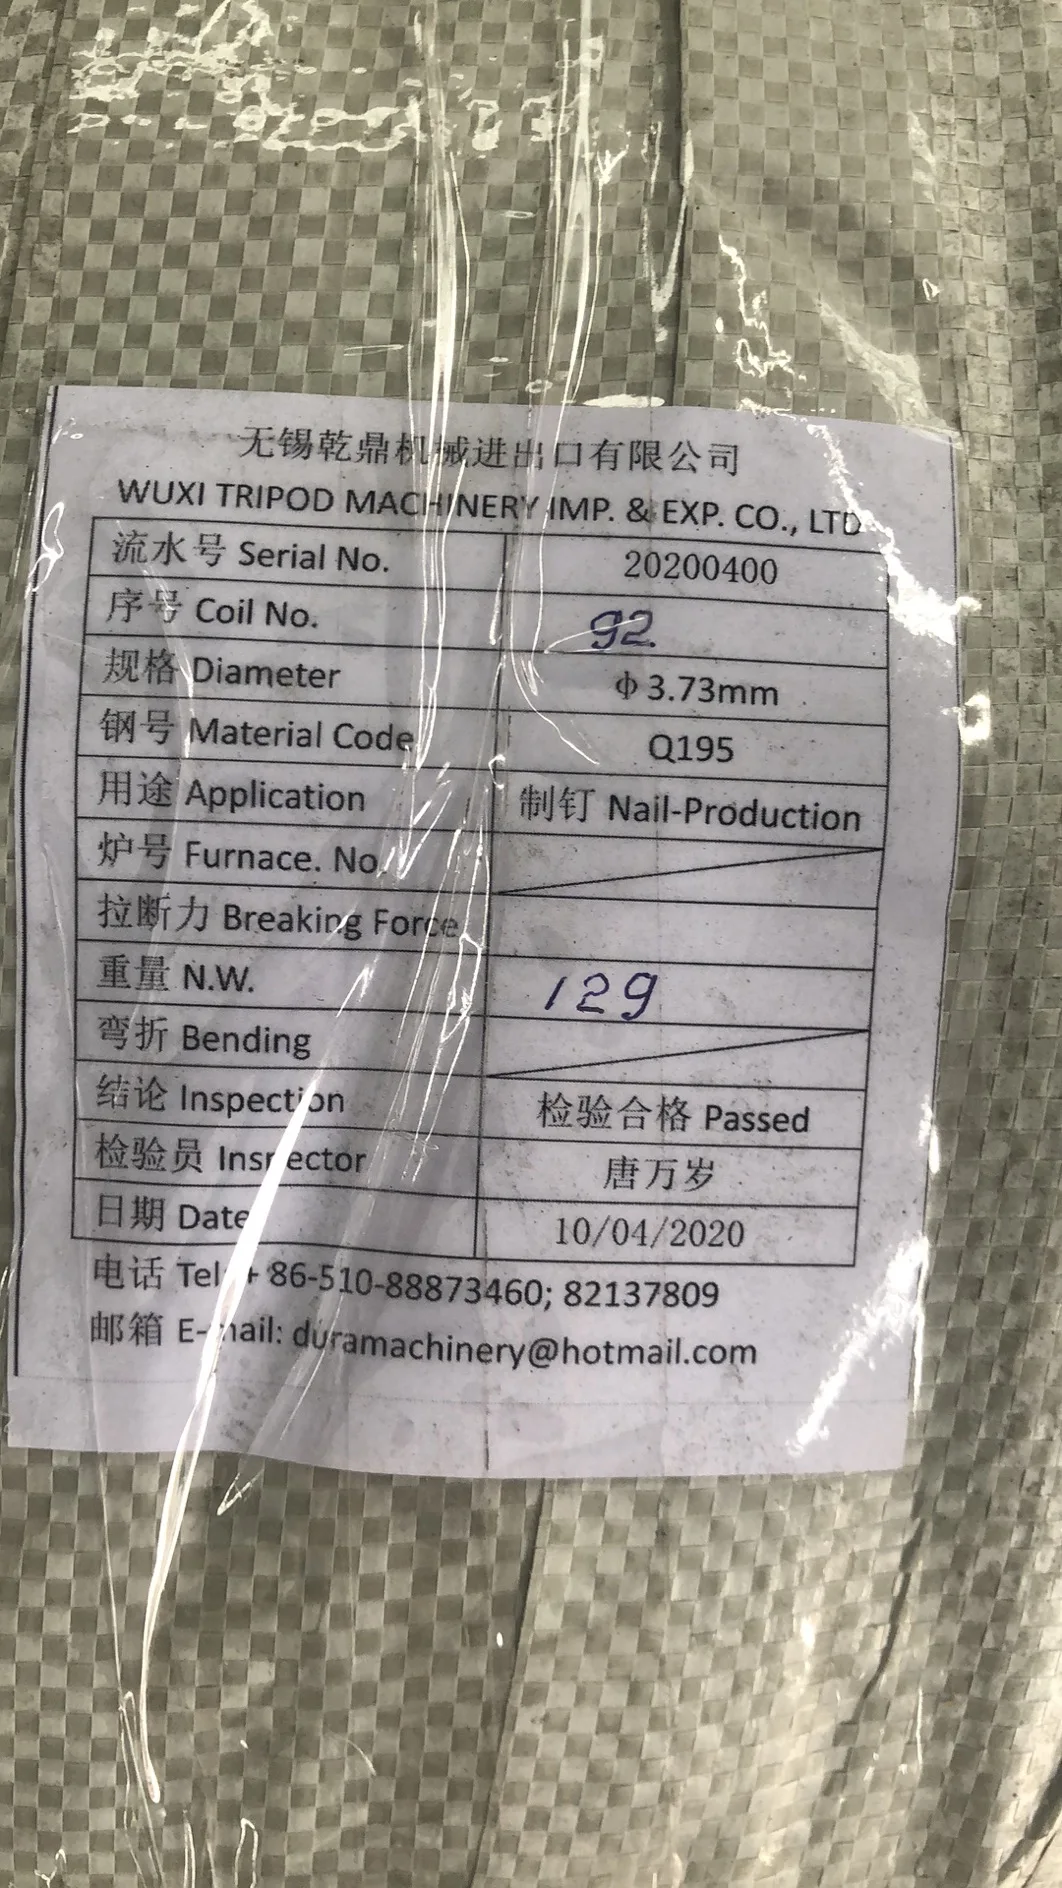 无锡乾鼎机械进出口有限公司
WUXI TRIPOD MACHINERY IMP. & EXP. CO., LTD
流水号 Serial No. 20200400
序号 Coil No. 92.
规格 Diameter ф3.73mm
钢号 Material Code Q195
用途 Application 制钉 Nail-Production
炉号 Furnace. No.
拉断力 Breaking Force
重量 N.W. 129
弯折 Bending
结论 Inspection 检验合格 Passed
检验员 Inspector 唐万岁
日期 Date 10/04/2020
电话 Tel: + 86-510-88873460; 82137809
邮箱 E-mail: duramachinery@hotmail.com